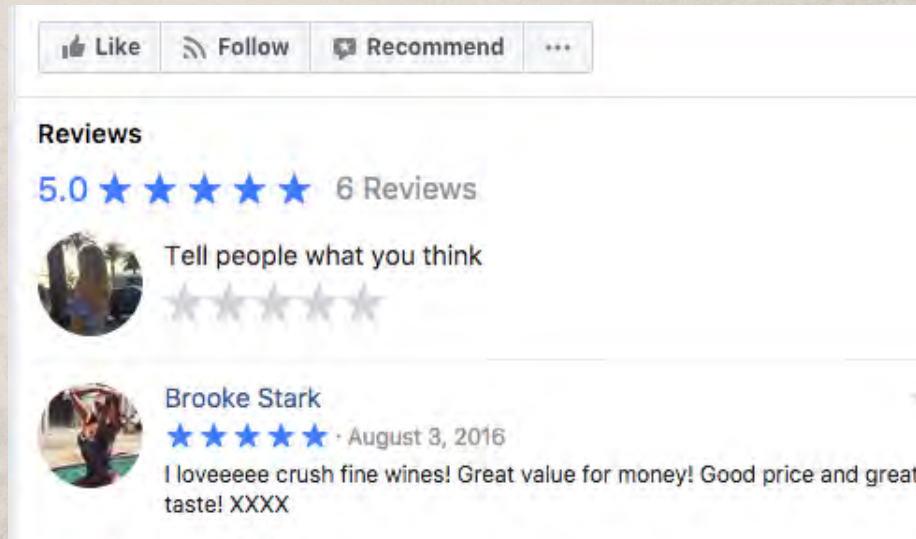 Like Follow Recommend ...
Reviews
5.0 6 Reviews
Tell people what you think
Brooke Stark
· August 3, 2016
I loveeeee crush fine wines! Great value for money! Good price and great
taste! XXXX